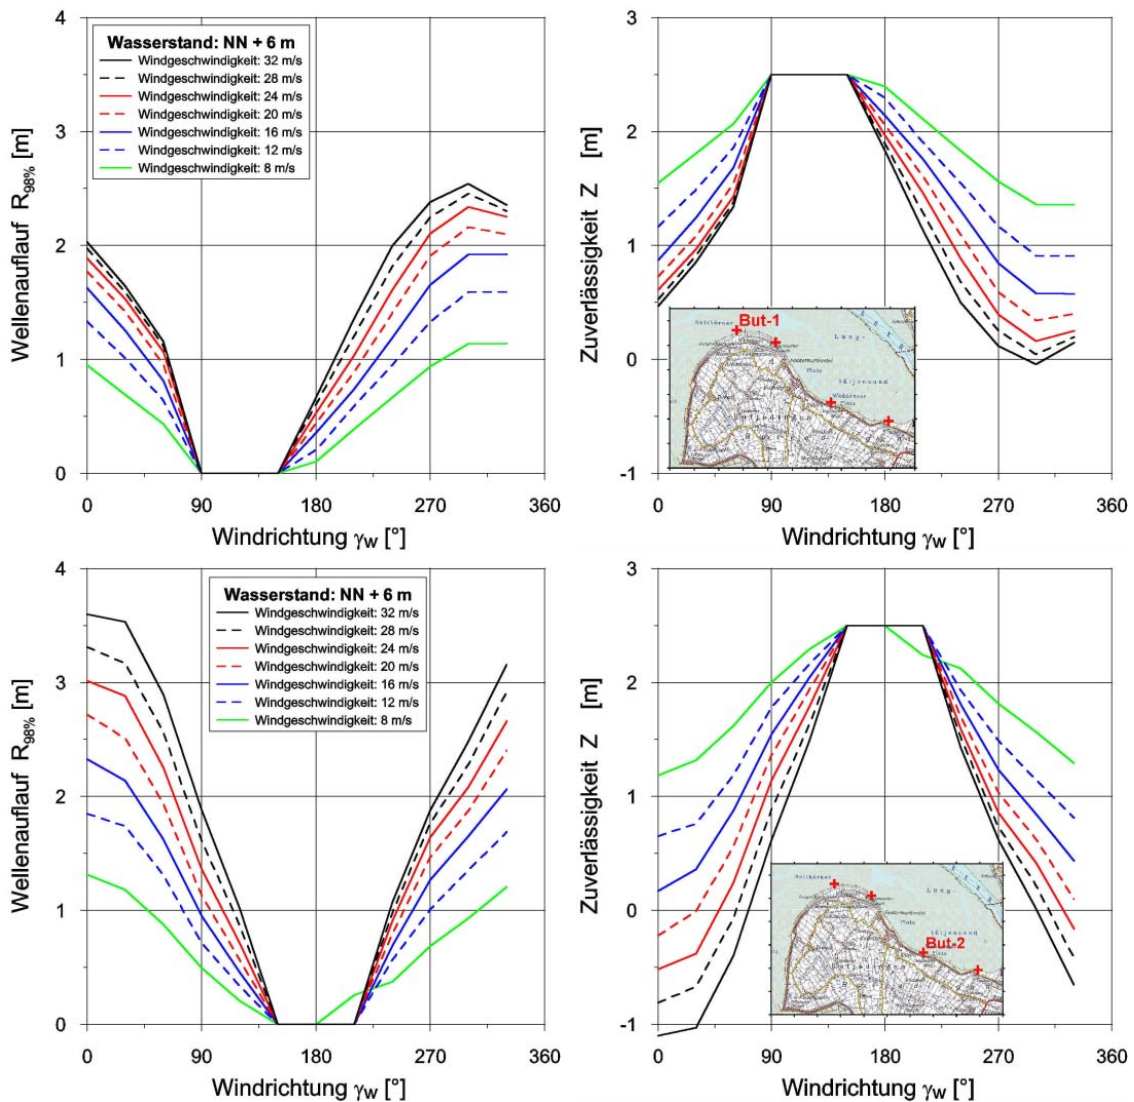 4
3
2
1
0
Wellenauflauf R98% [m]
Wasserstand: NN + 6 m
Windgeschwindigkeit: 32 m/s
Windgeschwindigkeit: 28 m/s
Windgeschwindigkeit: 24 m/s
Windgeschwindigkeit: 20 m/s
Windgeschwindigkeit: 16 m/s
Windgeschwindigkeit: 12 m/s
Windgeschwindigkeit: 8 m/s
0 90 180 270 360
Windrichtung γw [°]
3
2
1
0
-1
Zuverlässigkeit Z [m]
But-1
0 90 180 270 360
Windrichtung γw [°]
4
3
2
1
0
Wellenauflauf R98% [m]
Wasserstand: NN + 6 m
Windgeschwindigkeit: 32 m/s
Windgeschwindigkeit: 28 m/s
Windgeschwindigkeit: 24 m/s
Windgeschwindigkeit: 20 m/s
Windgeschwindigkeit: 16 m/s
Windgeschwindigkeit: 12 m/s
Windgeschwindigkeit: 8 m/s
0 90 180 270 360
Windrichtung γw [°]
3
2
1
0
-1
Zuverlässigkeit Z [m]
But-2
0 90 180 270 360
Windrichtung γw [°]